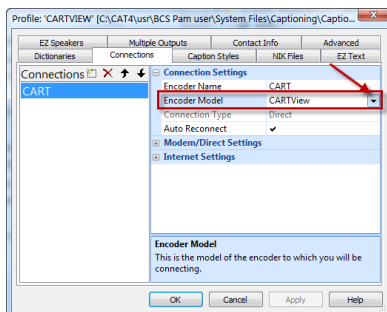 Profile: 'CARTVIEW' [C:\CAT4\usr\BCS Pam user\System Files\Captioning\Captio...
EZ Speakers Multiple Outputs Contact Info Advanced
Dictionaries Connections Caption Styles NIK Files EZ Text
Connections
CART
Connection Settings
Encoder Name CART
Encoder Model CARTView
Connection Type Direct
Auto Reconnect
Modem/Direct Settings
Internet Settings
Encoder Model
This is the model of the encoder to which you will be
connecting.
OK Cancel Apply Help